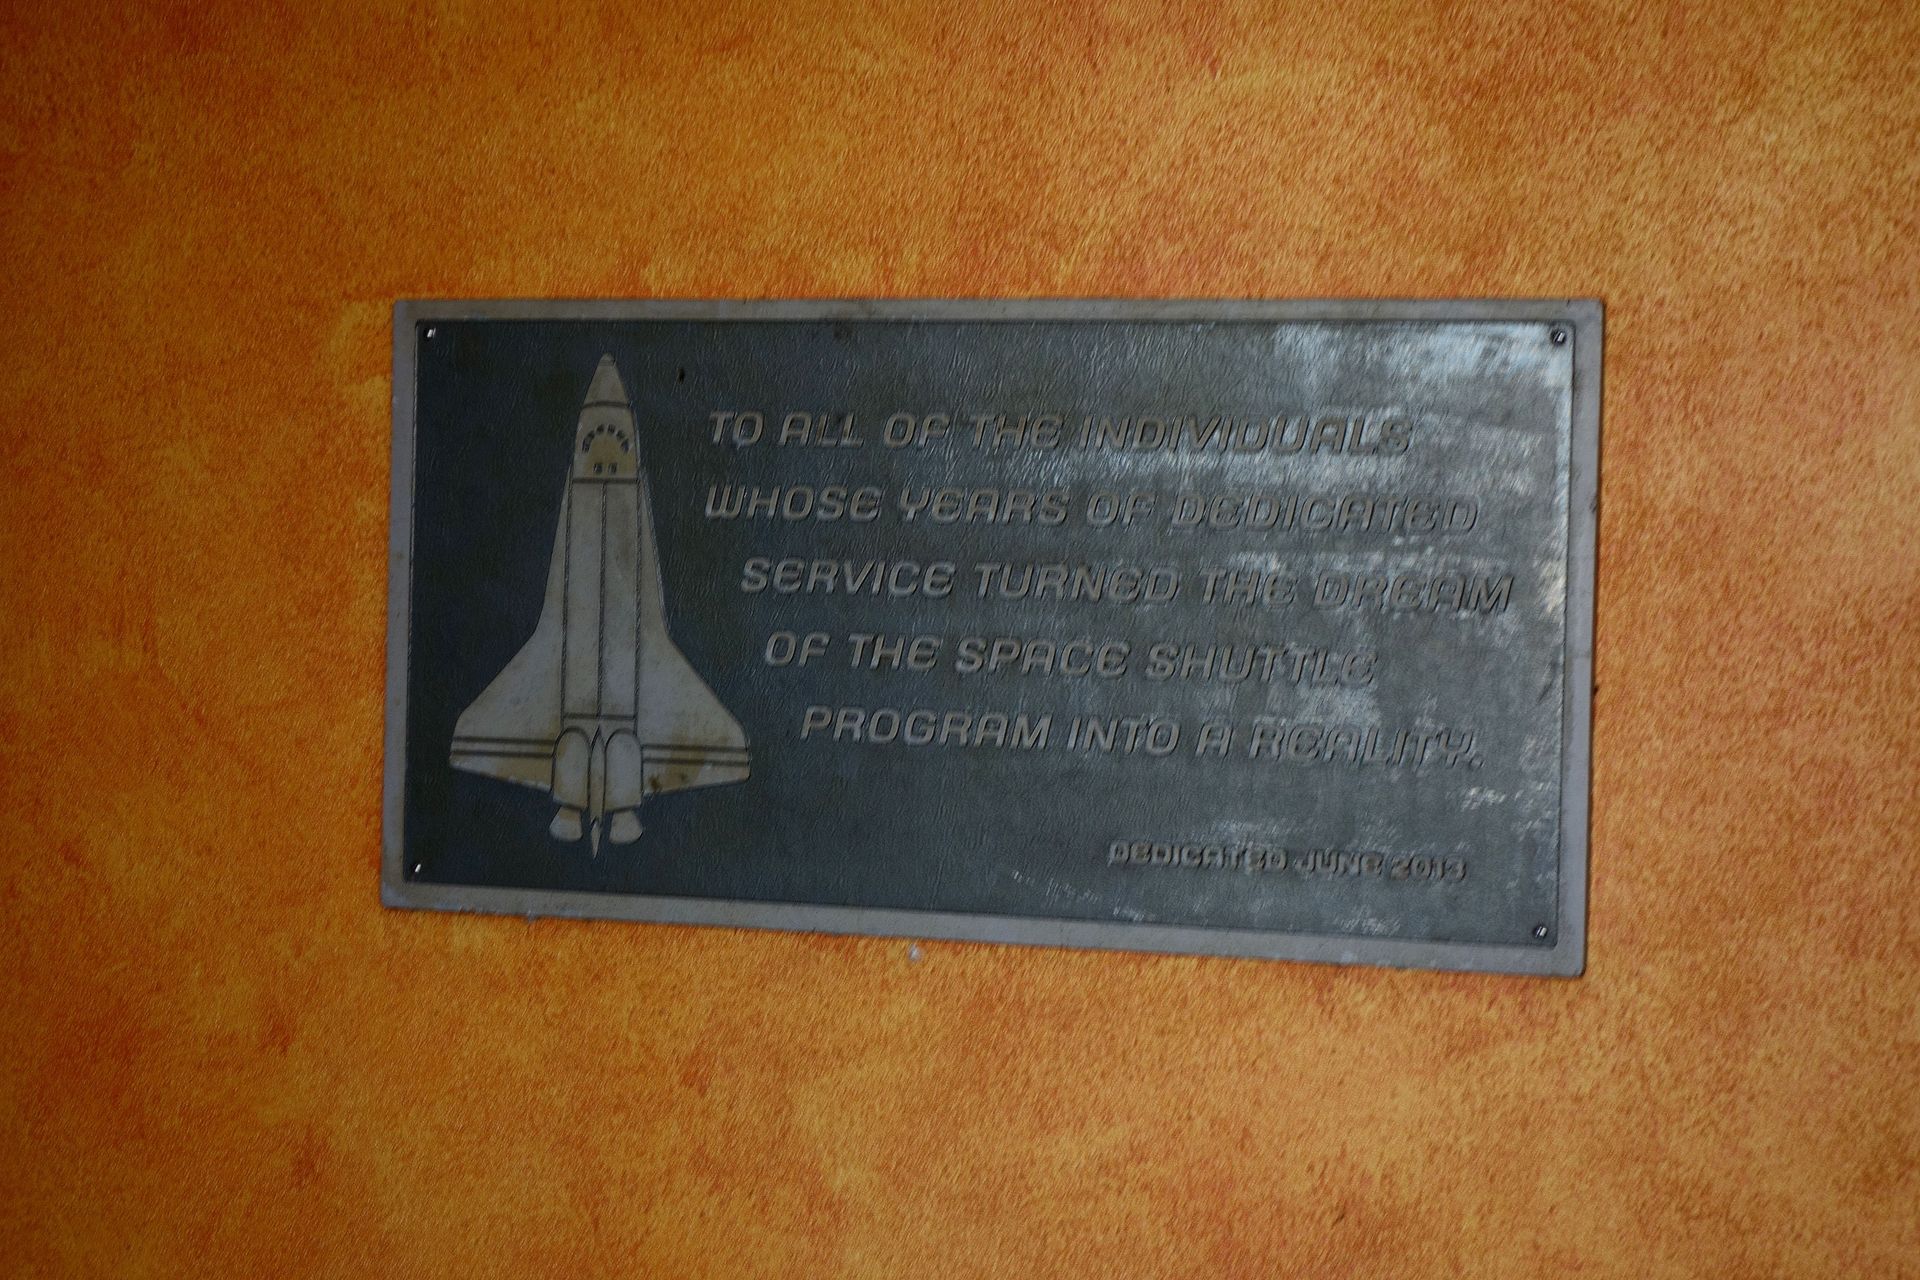 TO ALL OF THE INDIVIDUALS
WHOSE YEARS OF DEDICATED
SERVICE TURNED THE DREAM
OF THE SPACE SHUTTLE
PROGRAM INTO A REALITY.
DEDICATED JUNE 2013